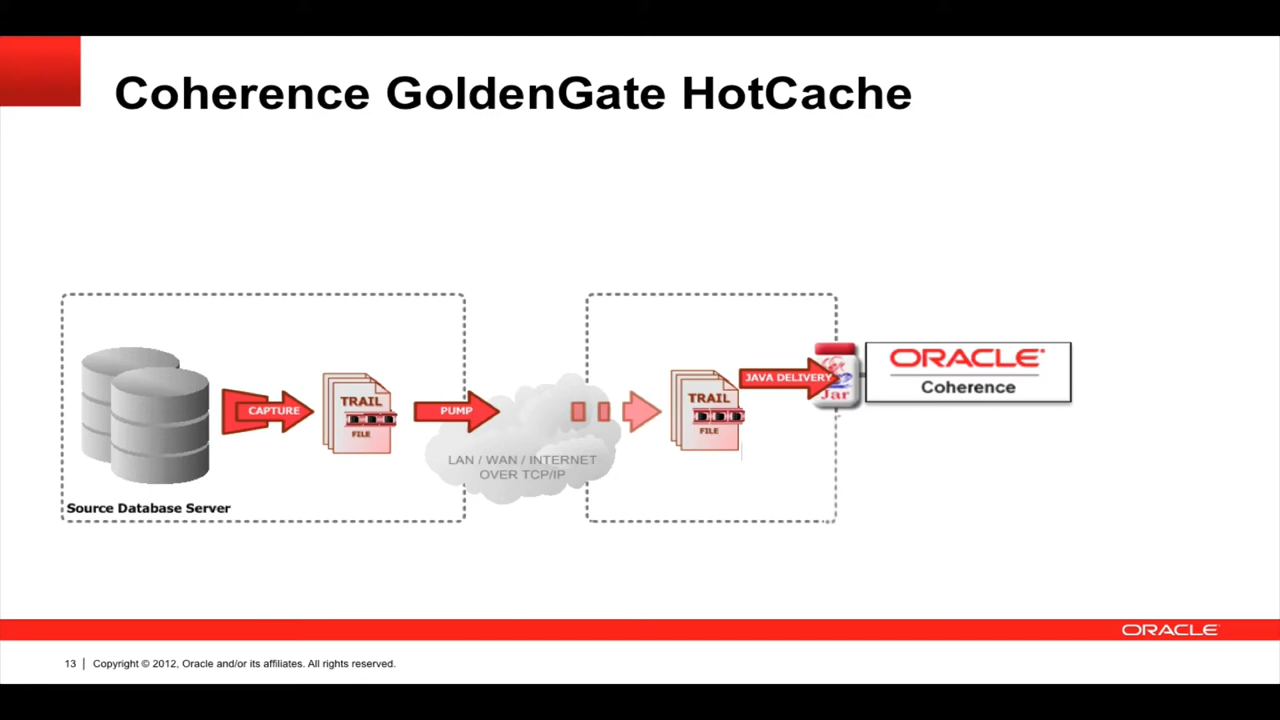 Coherence GoldenGate HotCache
CAPTURE
TRAIL
FILE
PUMP
LAN / WAN / INTERNET
OVER TCP/IP
TRAIL
FILE
JAVA DELIVERY
Jar
ORACLE
Coherence
Source Database Server
ORACLE
13 Copyright © 2012, Oracle and/or its affiliates. All rights reserved.